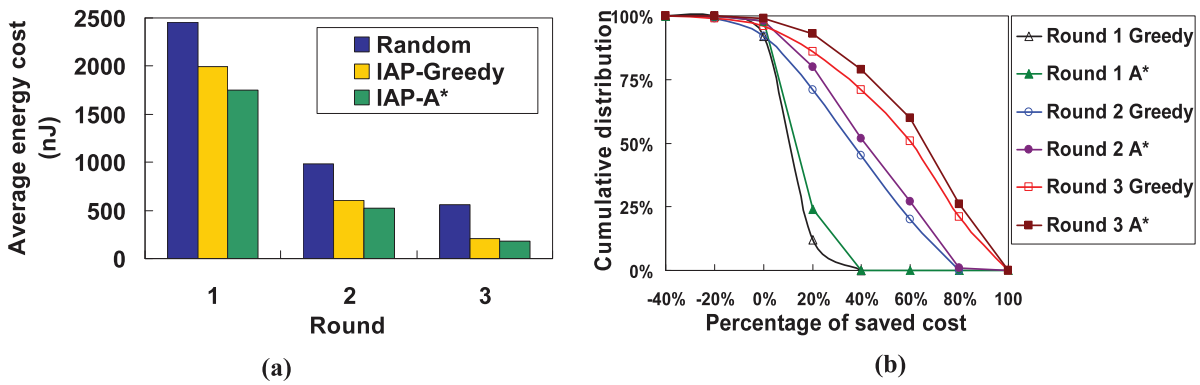 2500
2000
1500
1000
500
0
Average energy cost
(nJ)
Random
IAP-Greedy
IAP-A*
1 2 3
Round
(a)
100%
75%
50%
25%
0%
Cumulative distribution
-40% -20% 0% 20% 40% 60% 80% 100
Percentage of saved cost
Round 1 Greedy
Round 1 A*
Round 2 Greedy
Round 2 A*
Round 3 Greedy
Round 3 A*
(b)